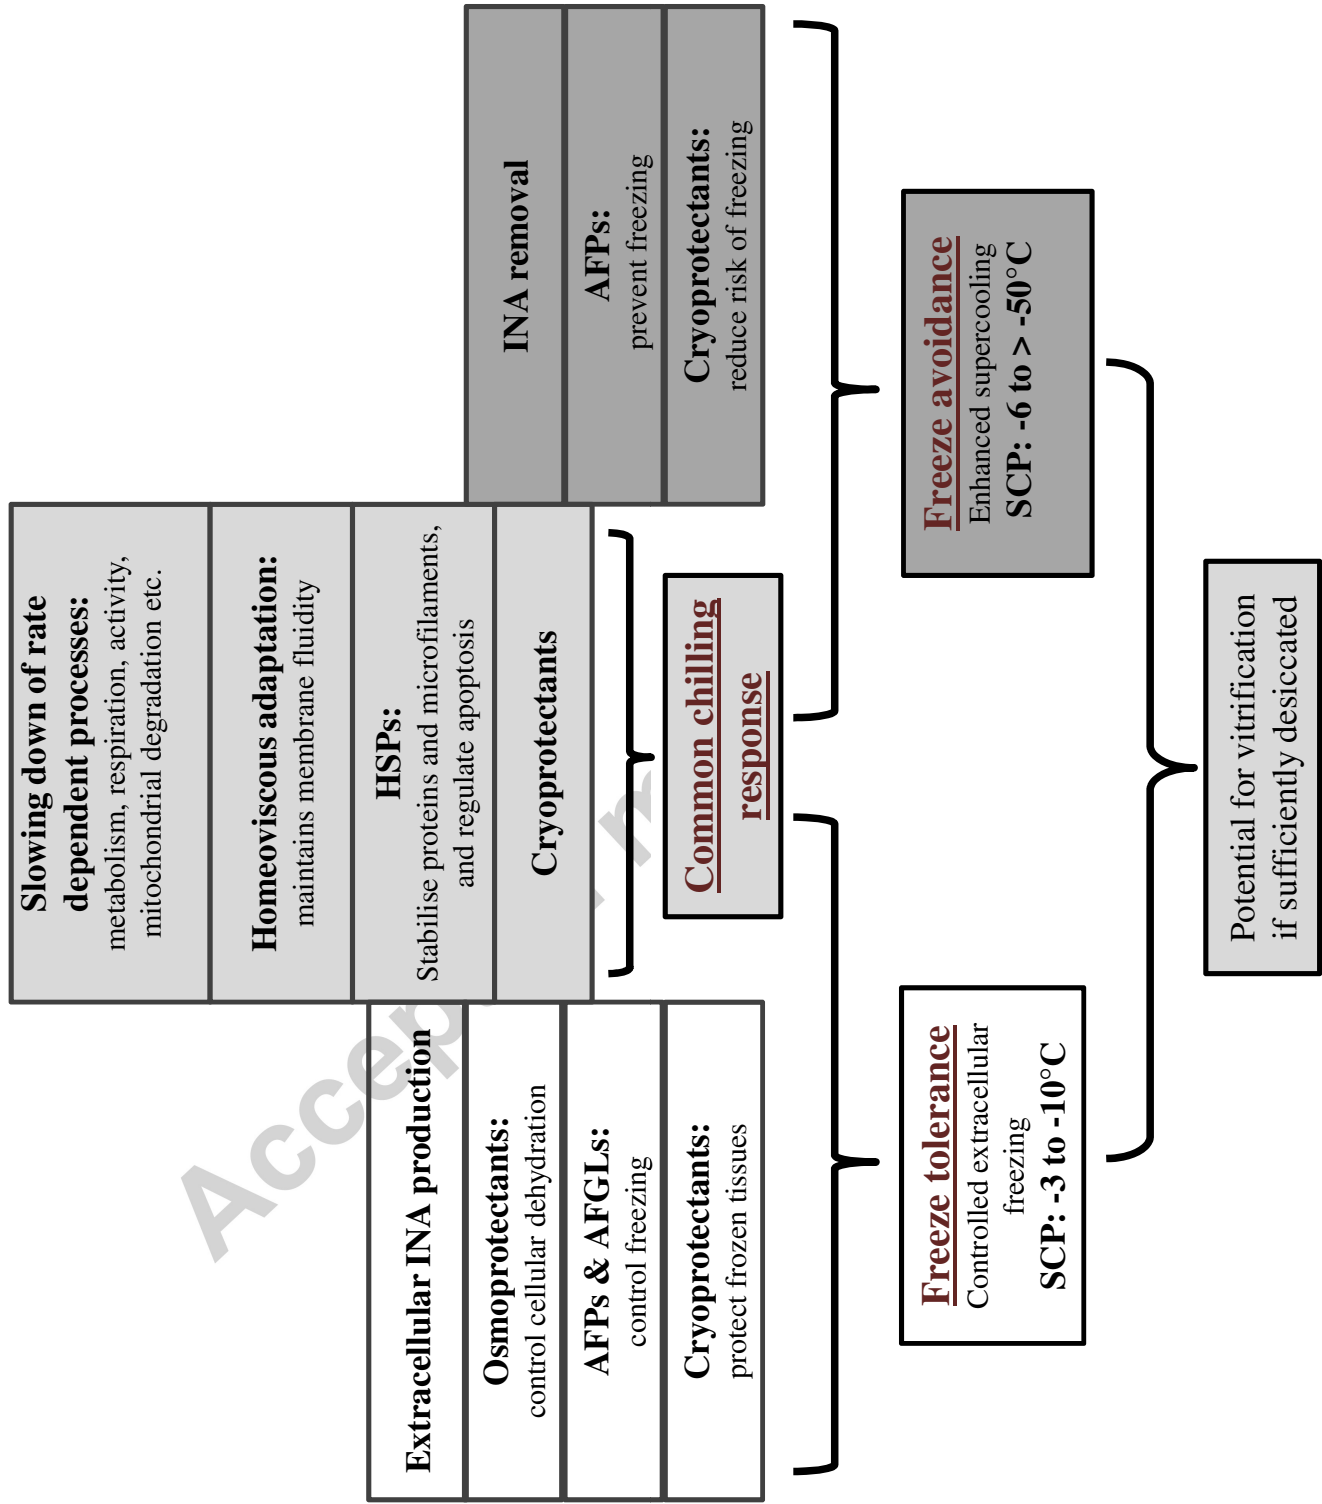 Slowing down of rate
dependent processes:
metabolism, respiration, activity,
mitochondrial degradation etc.
Homeoviscous adaptation:
maintains membrane fluidity
HSPs:
Stabilise proteins and microfilaments,
and regulate apoptosis
Cryoprotectants
Extracellular INA production
Osmoprotectants:
control cellular dehydration
AFPs & AFGLs:
control freezing
Cryoprotectants:
protect frozen tissues
INA removal
AFPs:
prevent freezing
Cryoprotectants:
reduce risk of freezing
Common chilling
response
Freeze tolerance
Controlled extracellular
freezing
SCP: -3 to -10°C
Freeze avoidance
Enhanced supercooling
SCP: -6 to > -50°C
Potential for vitrification
if sufficiently desiccated